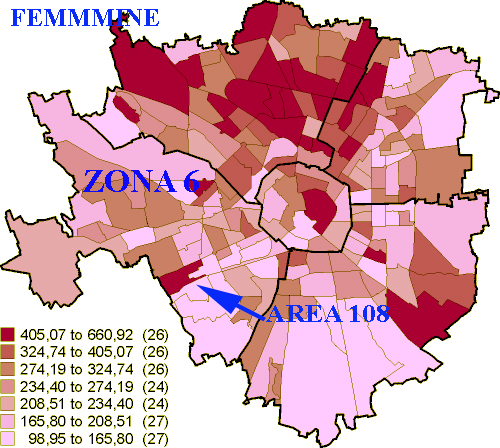 FEMMMINE
ZONA 6
AREA 108
405,07 to 660,92 (26)
324,74 to 405,07 (26)
274,19 to 324,74 (26)
234,40 to 274,19 (24)
208,51 to 234,40 (24)
165,80 to 208,51 (27)
98,95 to 165,80 (27)